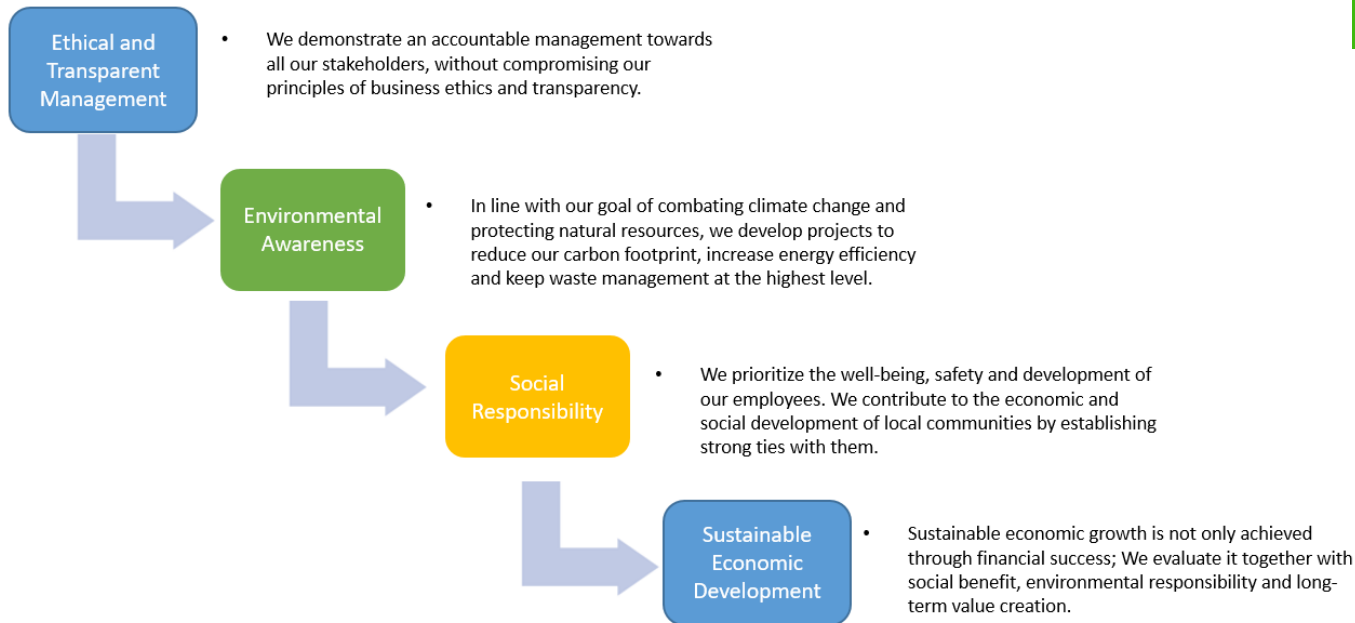 Ethical and
Transparent
Management
• We demonstrate an accountable management towards
all our stakeholders, without compromising our
principles of business ethics and transparency.
Environmental
Awareness
• In line with our goal of combating climate change and
protecting natural resources, we develop projects to
reduce our carbon footprint, increase energy efficiency
and keep waste management at the highest level.
Social
Responsibility
• We prioritize the well-being, safety and development of
our employees. We contribute to the economic and
social development of local communities by establishing
strong ties with them.
Sustainable
Economic
Development
• Sustainable economic growth is not only achieved
through financial success; We evaluate it together with
social benefit, environmental responsibility and long-
term value creation.